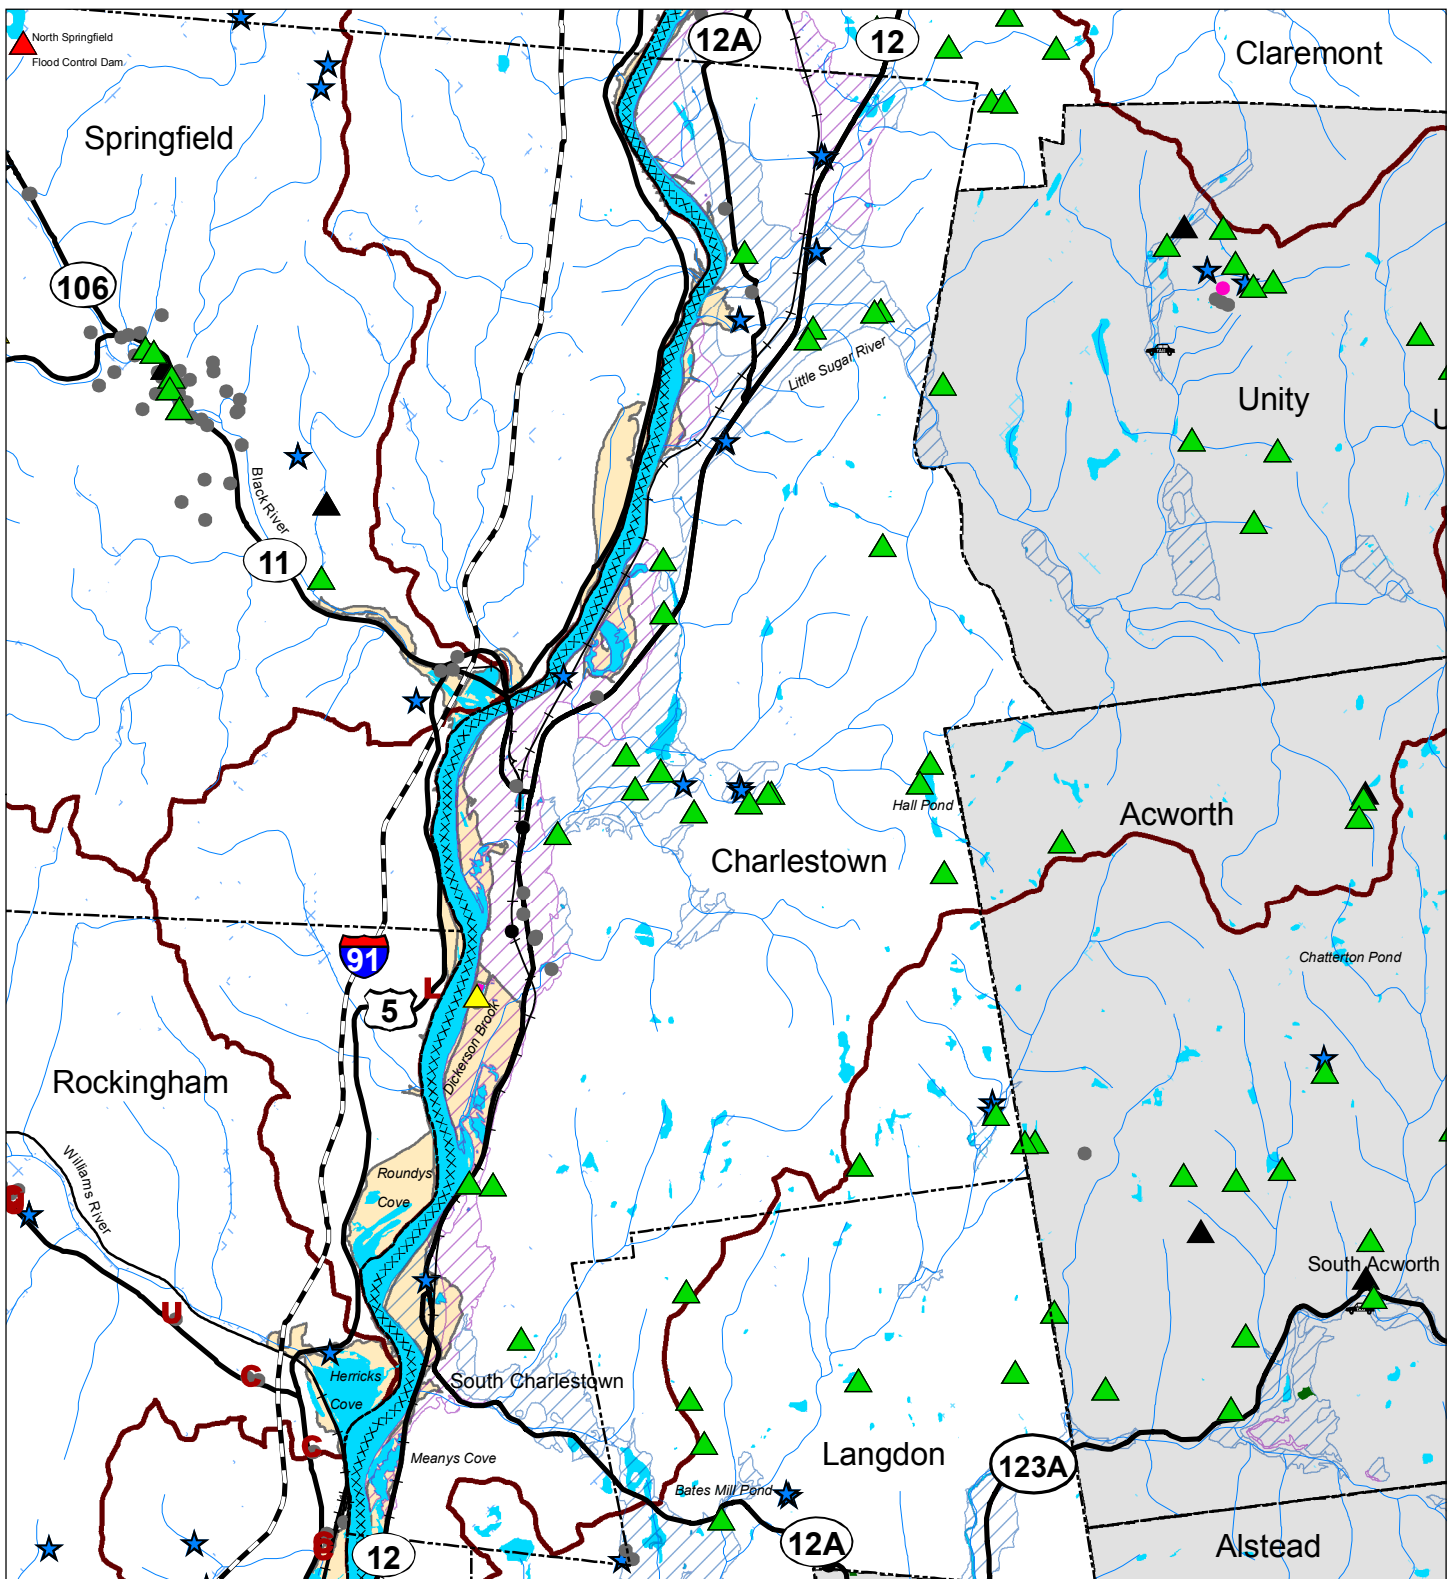 12A
12
Claremont
North Springfield
Flood Control Dam
Springfield
106
Little Sugar River
Unity
U
Black River
11
Hall Pond
Acworth
Charlestown
91
5
L
Chatterton Pond
Dickerson Brook
Rockingham
Williams River
Roundys
Cove
South Acworth
U
Herricks
Cove
C
South Charlestown
C
Meanys Cove
Langdon
123A
Bates Mill Pond
12
12A
Alstead